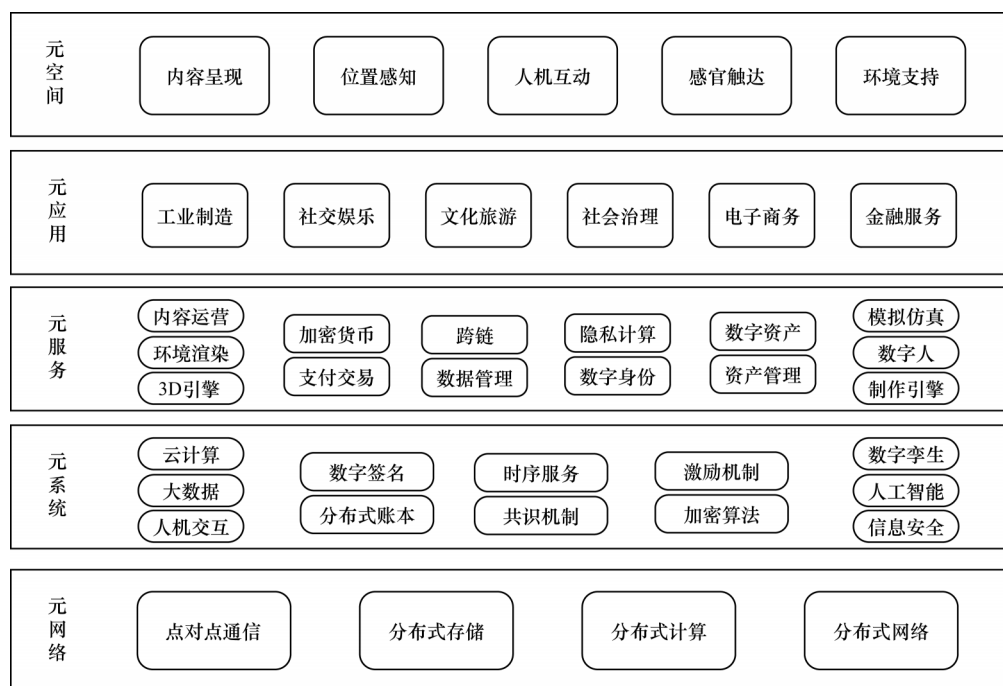 元空间
内容呈现
位置感知
人机互动
感官触达
环境支持
元应用
工业制造
社交娱乐
文化旅游
社会治理
电子商务
金融服务
元服务
内容运营
环境渲染
3D引擎
加密货币
支付交易
跨链
数据管理
隐私计算
数字身份
数字资产
资产管理
模拟仿真
数字人
制作引擎
元系统
云计算
大数据
人机交互
数字签名
分布式账本
时序服务
共识机制
激励机制
加密算法
数字孪生
人工智能
信息安全
元网络
点对点通信
分布式存储
分布式计算
分布式网络